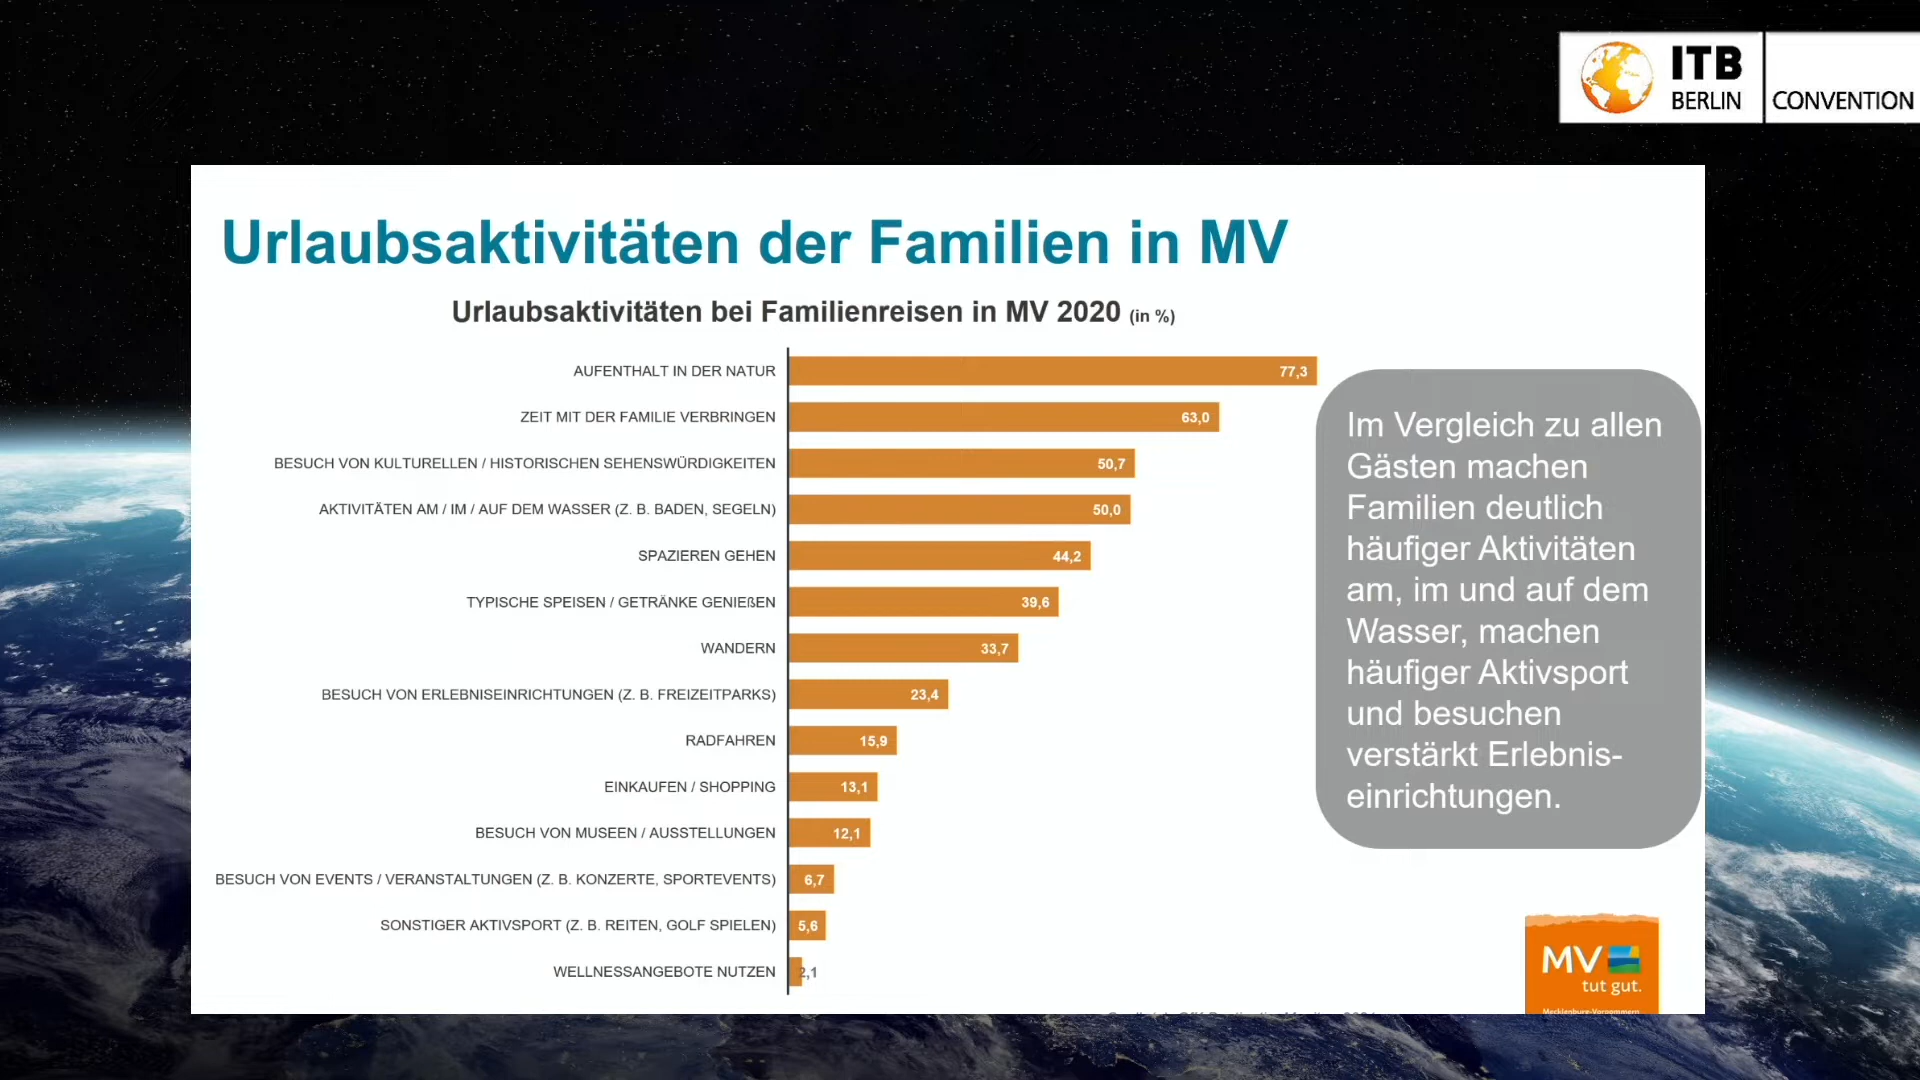 ITB
BERLIN
CONVENTION
Urlaubsaktivitäten der Familien in MV
Urlaubsaktivitäten bei Familienreisen in MV 2020 (in %)
AUFENTHALT IN DER NATUR 77,3
ZEIT MIT DER FAMILIE VERBRINGEN 63,0
BESUCH VON KULTURELLEN / HISTORISCHEN SEHENSWÜRDIGKEITEN 50,7
AKTIVITÄTEN AM / IM / AUF DEM WASSER (Z. B. BADEN, SEGELN) 50,0
SPAZIEREN GEHEN 44,2
TYPISCHE SPEISEN / GETRÄNKE GENIEßEN 39,6
WANDERN 33,7
BESUCH VON ERLEBNISEINRICHTUNGEN (Z. B. FREIZEITPARKS) 23,4
RADFAHREN 15,9
EINKAUFEN / SHOPPING 13,1
BESUCH VON MUSEEN / AUSSTELLUNGEN 12,1
BESUCH VON EVENTS / VERANSTALTUNGEN (Z. B. KONZERTE, SPORTEVENTS) 6,7
SONSTIGER AKTIVSPORT (Z. B. REITEN, GOLF SPIELEN) 5,6
WELLNESSANGEBOTE NUTZEN 2,1
Im Vergleich zu allen
Gästen machen
Familien deutlich
häufiger Aktivitäten
am, im und auf dem
Wasser, machen
häufiger Aktivsport
und besuchen
verstärkt Erlebnis-
einrichtungen.
MV
tut gut.
Mecklenburg-Vorpommern